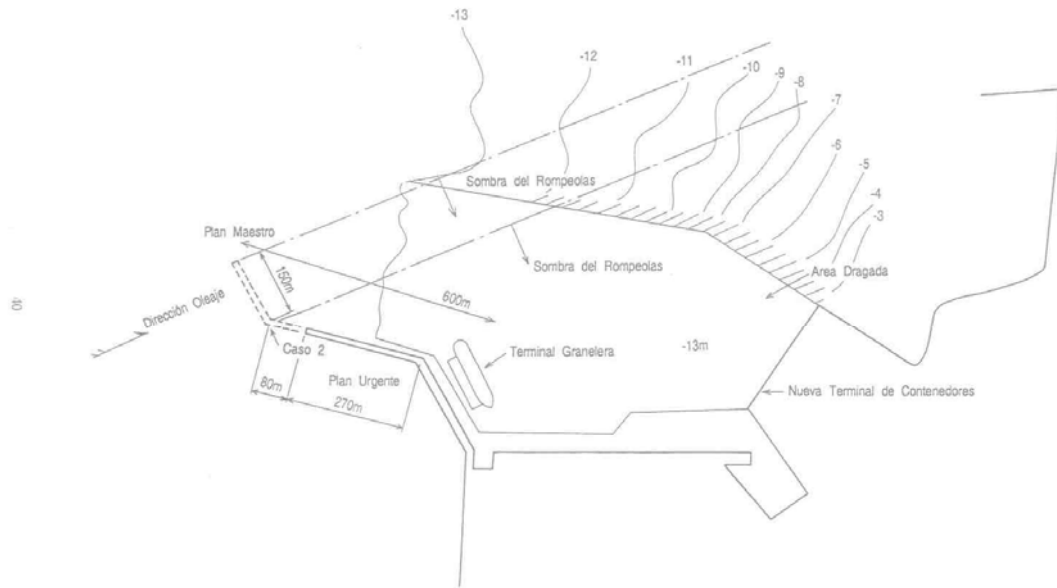 -13
-12
-11
-10
-9
-8
-7
-6
-5
-4
-3
Sombra del Rompeolas
Plan Maestro
Sombra del Rompeolas
Area Dragada
150m
600m
40
Dirección Oleaje
Caso 2
Terminal Granelera
-13m
80m
Plan Urgente
270m
Nueva Terminal de Contenedores